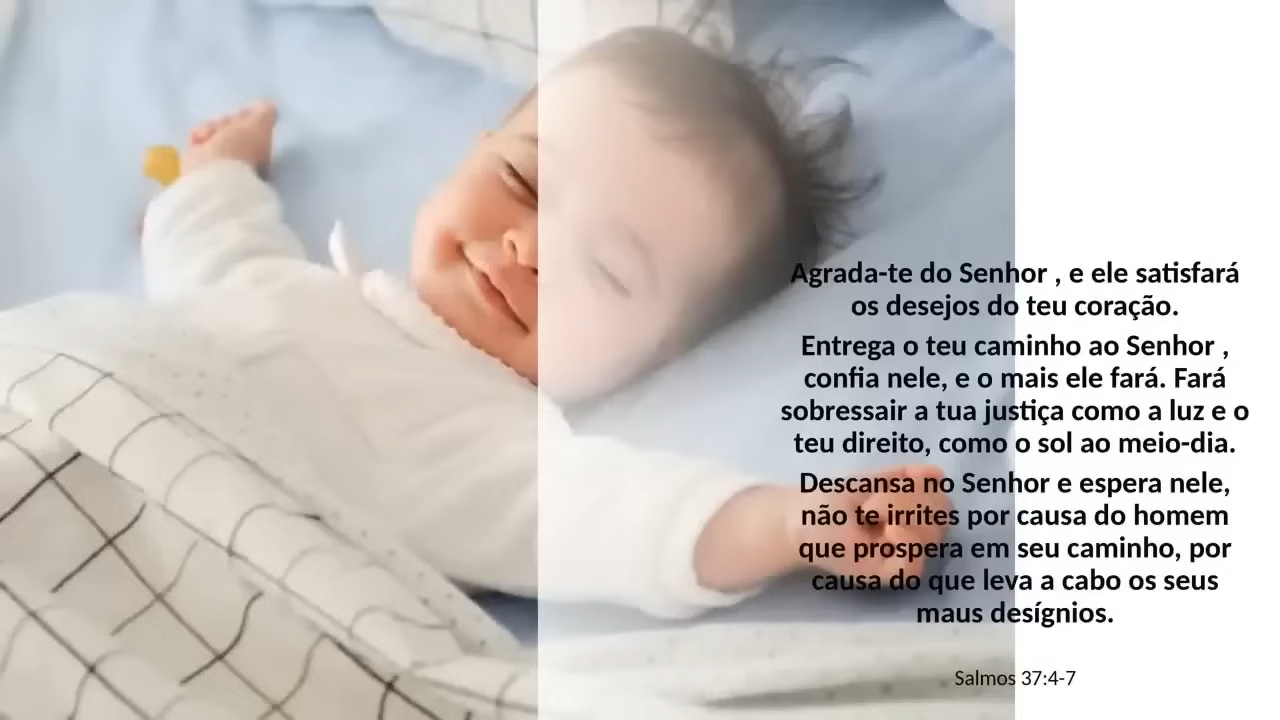 Agrada-te do Senhor , e ele satisfará
os desejos do teu coração.
Entrega o teu caminho ao Senhor ,
confia nele, e o mais ele fará. Fará
sobressair a tua justiça como a luz e o
teu direito, como o sol ao meio-dia.
Descansa no Senhor e espera nele,
não te irrites por causa do homem
que prospera em seu caminho, por
causa do que leva a cabo os seus
maus desígnios.
Salmos 37:4-7